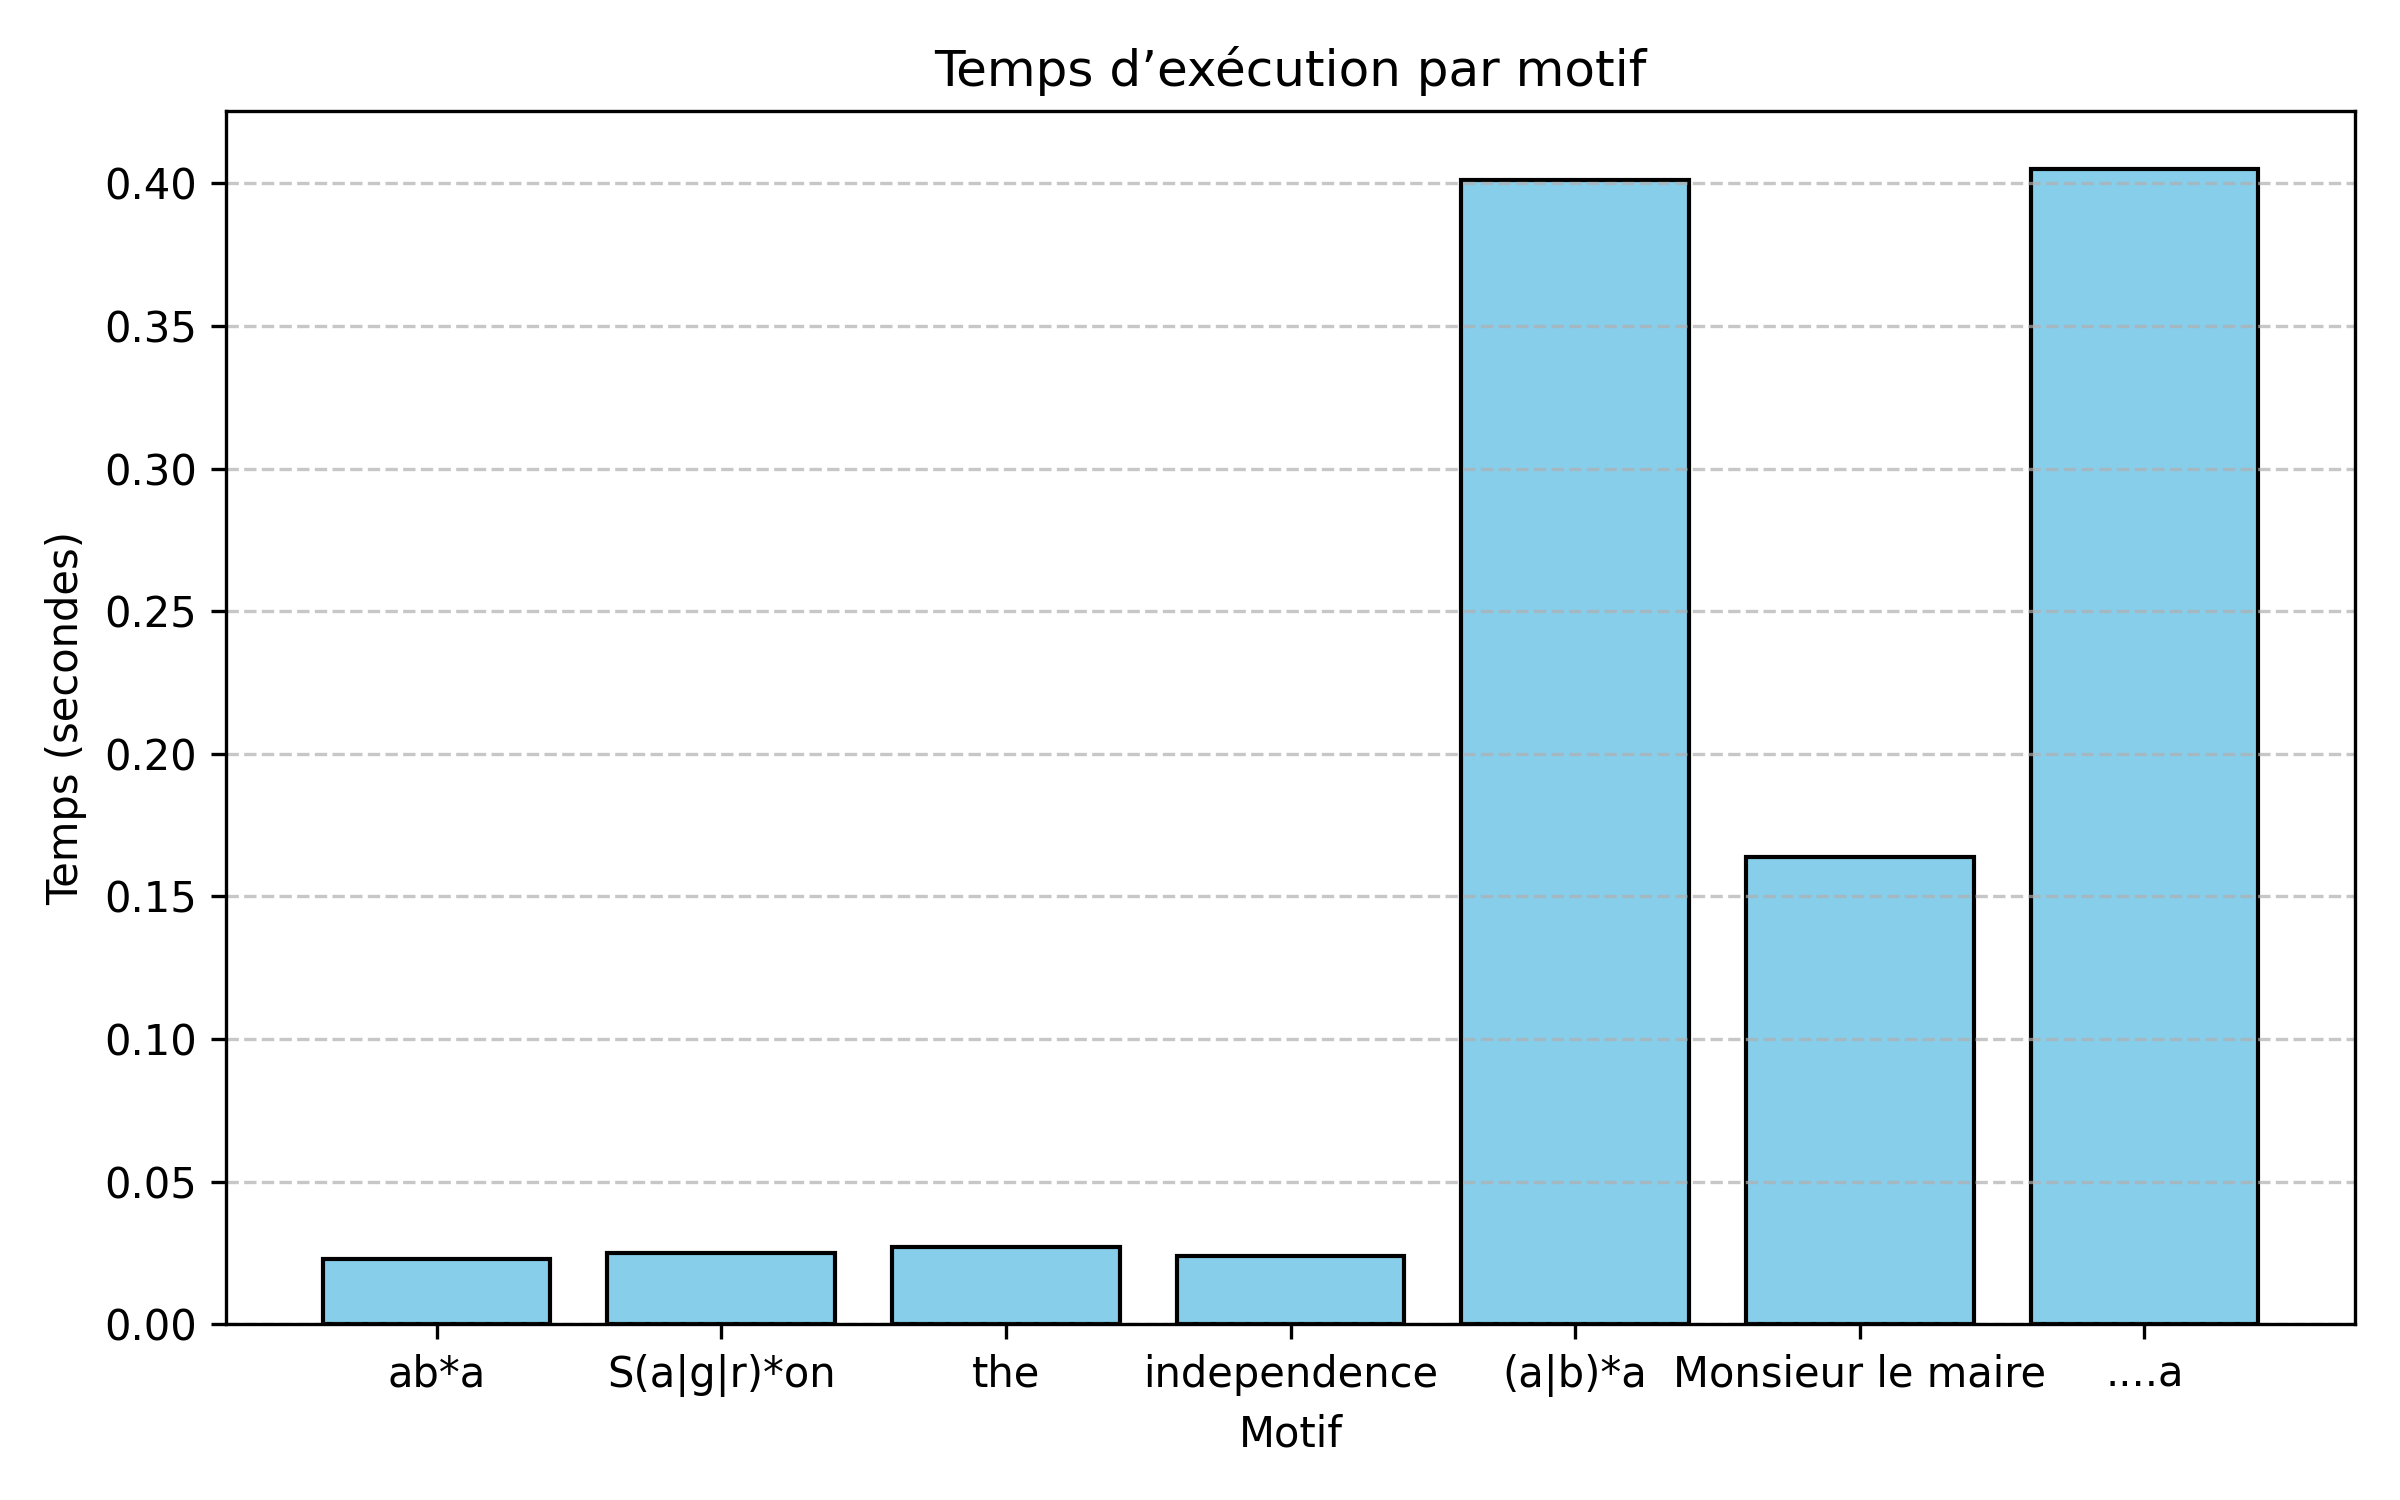 Temps d’exécution par motif
Temps (secondes)
0.40
0.35
0.30
0.25
0.20
0.15
0.10
0.05
0.00
ab*a S(a|g|r)*on the independence (a|b)*a Monsieur le maire ....a
Motif